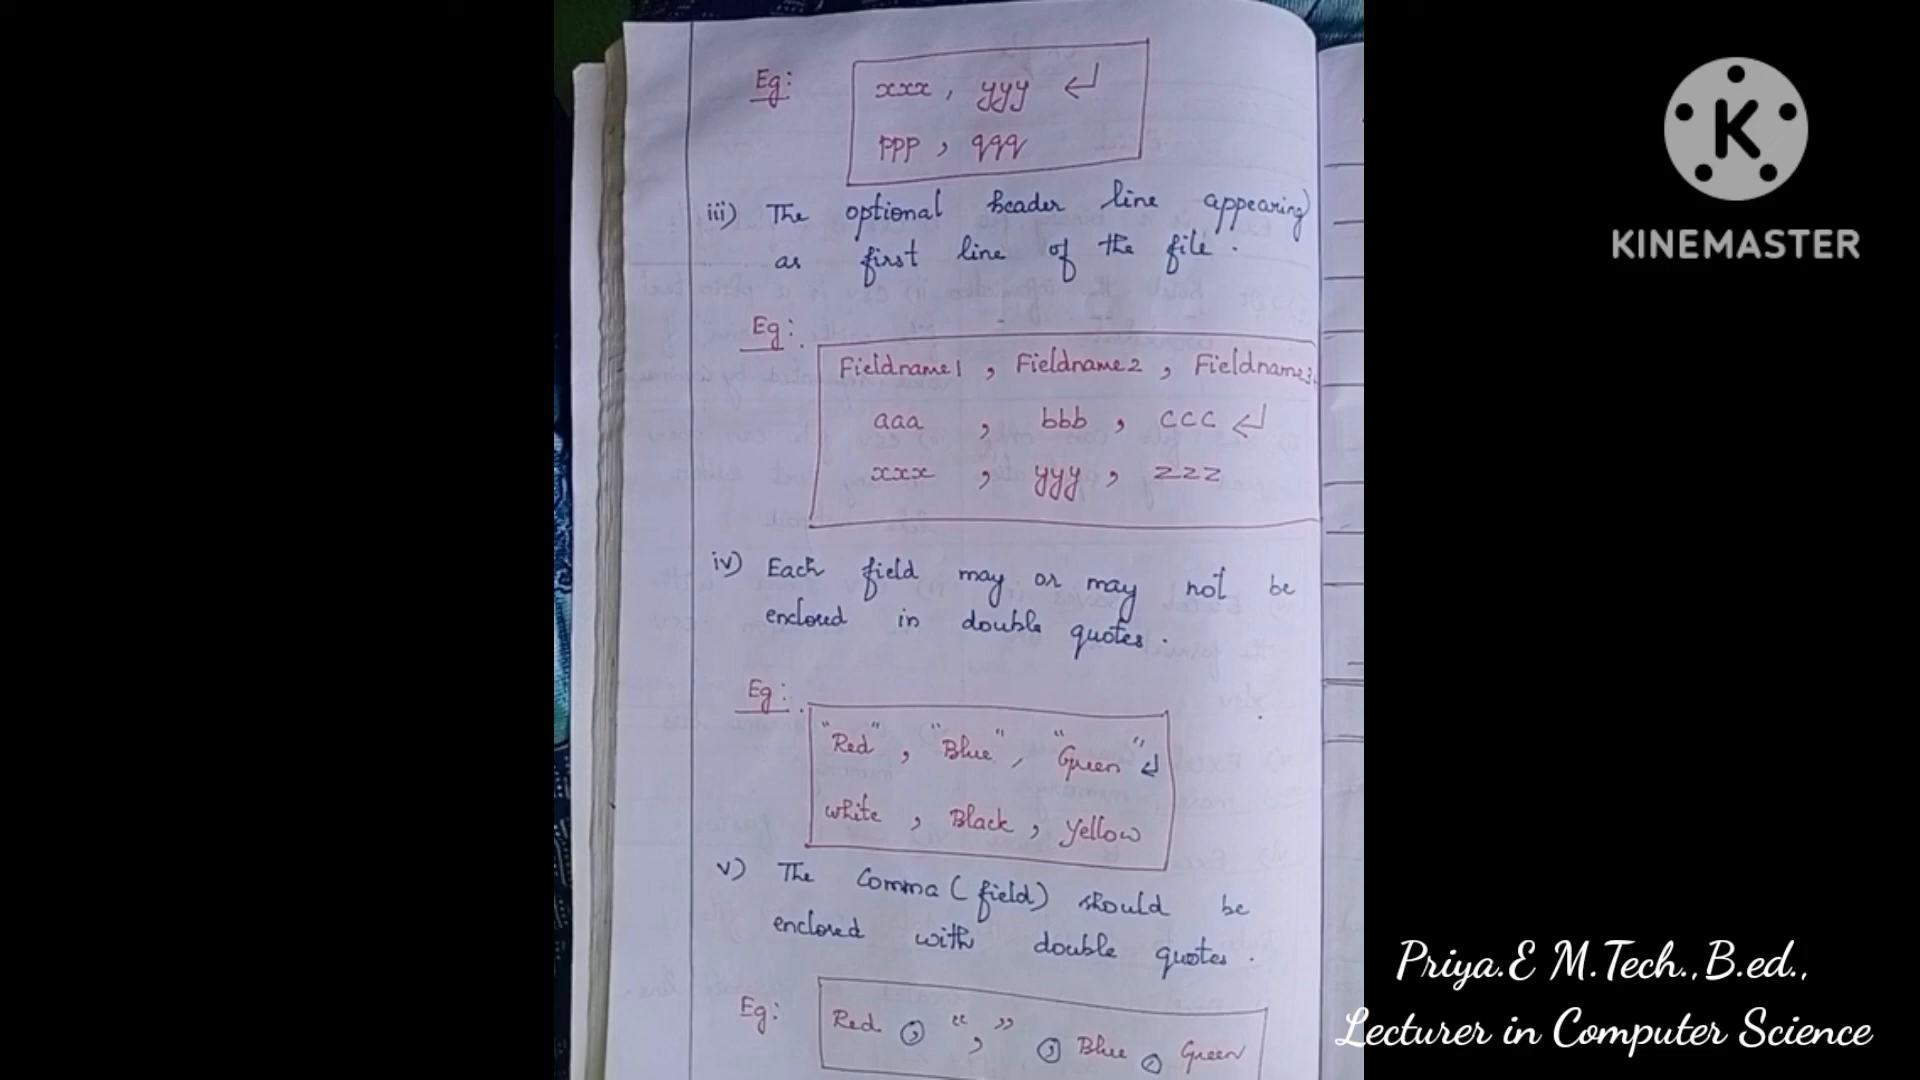 Eg:
xxx, yyy ↵
ppp, qqq
iii) The optional header line appearing
as first line of the file.
Eg:
Fieldname1, Fieldname2, Fieldname3
aaa, bbb, ccc ↵
xxx, yyy, zzz
iv) Each field may or may not be
enclosed in double quotes.
Eg:
"Red", "Blue", "Green" ↵
white, Black, yellow
v) The Comma (field) should be
enclosed with double quotes.
Eg:
Red, ",", Blue, Green
K
KINEMASTER
Priya.E M.Tech.,B.ed.,
Lecturer in Computer Science